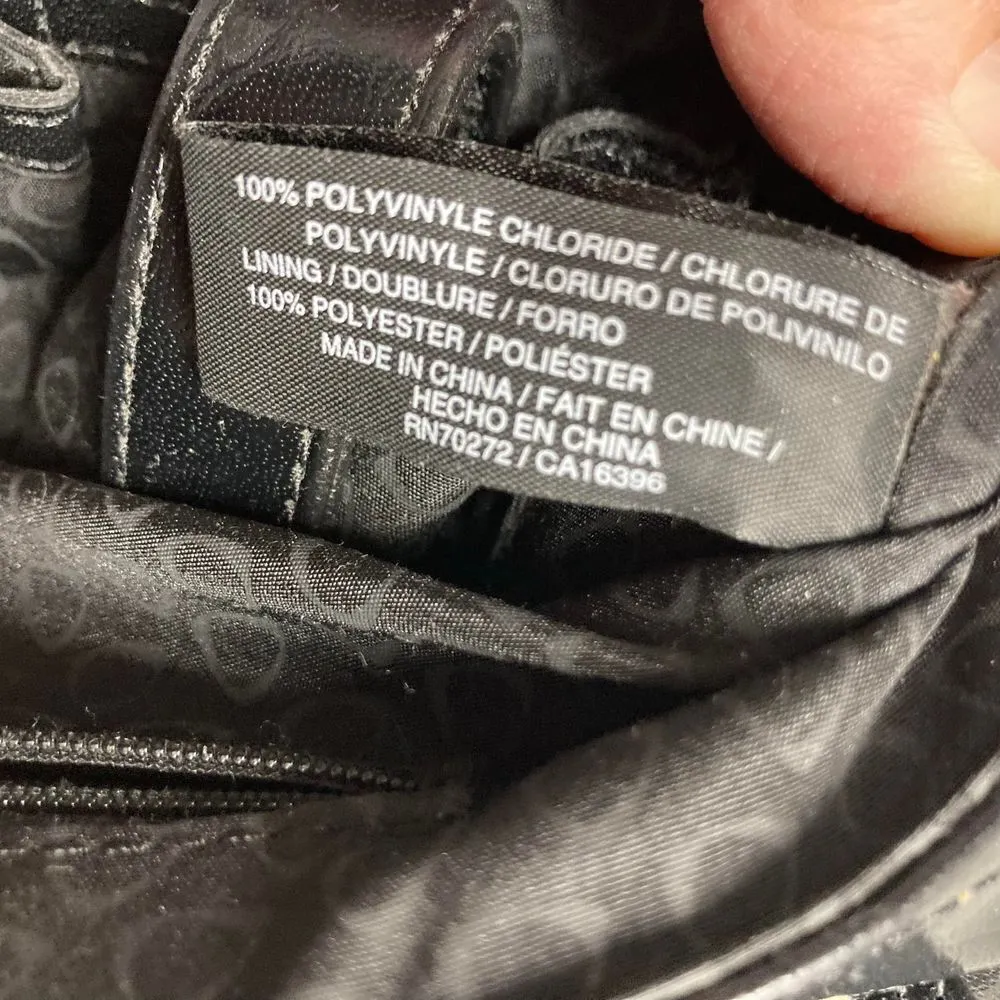 100% POLYVINYLE CHLORIDE / CHLORURE DE
POLYVINYLE / CLORURO DE POLIVINILO
LINING / DOUBLURE / FORRO
100% POLYESTER / POLIÉSTER
MADE IN CHINA / FAIT EN CHINE /
HECHO EN CHINA
RN70272 / CA16396